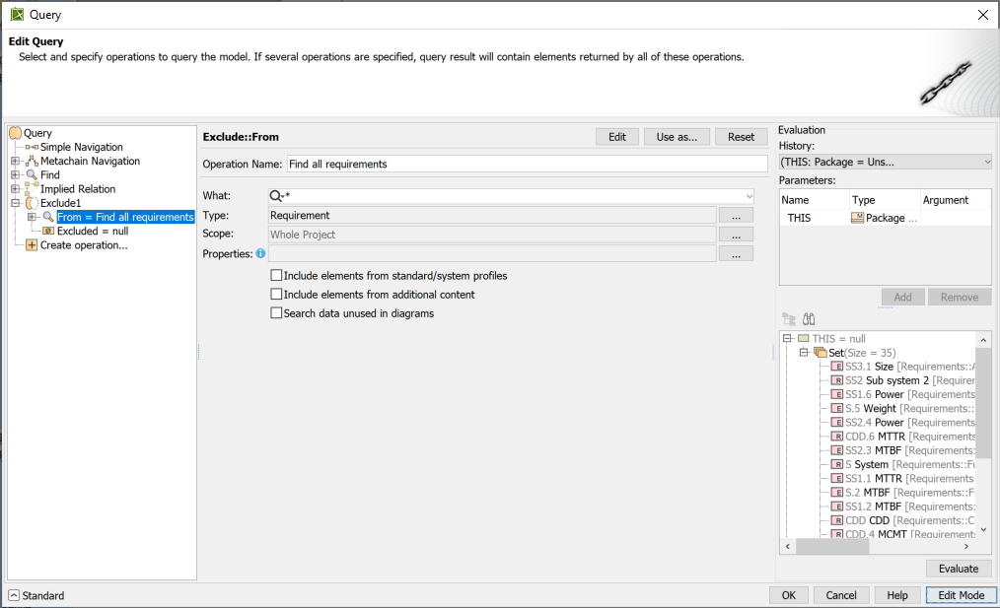 Query
Edit Query
Select and specify operations to query the model. If several operations are specified, query result will contain elements returned by all of these operations.
Query
Simple Navigation
Metachain Navigation
Find
Implied Relation
Exclude1
From = Find all requirements
Excluded = null
Create operation...
Exclude::From
Edit
Use as...
Reset
Operation Name: Find all requirements
What: *
Type: Requirement ...
Scope: Whole Project ...
Properties: ...
Include elements from standard/system profiles
Include elements from additional content
Search data unused in diagrams
Evaluation
History:
(THIS: Package = Uns...
Parameters:
Name Type Argument
THIS Package ...
Add Remove
THIS = null
Set(Size = 35)
SS3.1 Size [Requirements::
SS2 Sub system 2 [Requirer
SS1.6 Power [Requirements
S.5 Weight [Requirements::
SS2.4 Power [Requirements
CDD.6 MTTR [Requirements
SS2.3 MTBF [Requirements
S System [Requirements::Fu
SS1.1 MTTR [Requirements
S.2 MTBF [Requirements::F
SS1.2 MTBF [Requirements:
CDD CDD [Requirements::C
CDD.4 MCMT [Requirements
Evaluate
Standard
OK Cancel Help Edit Mode